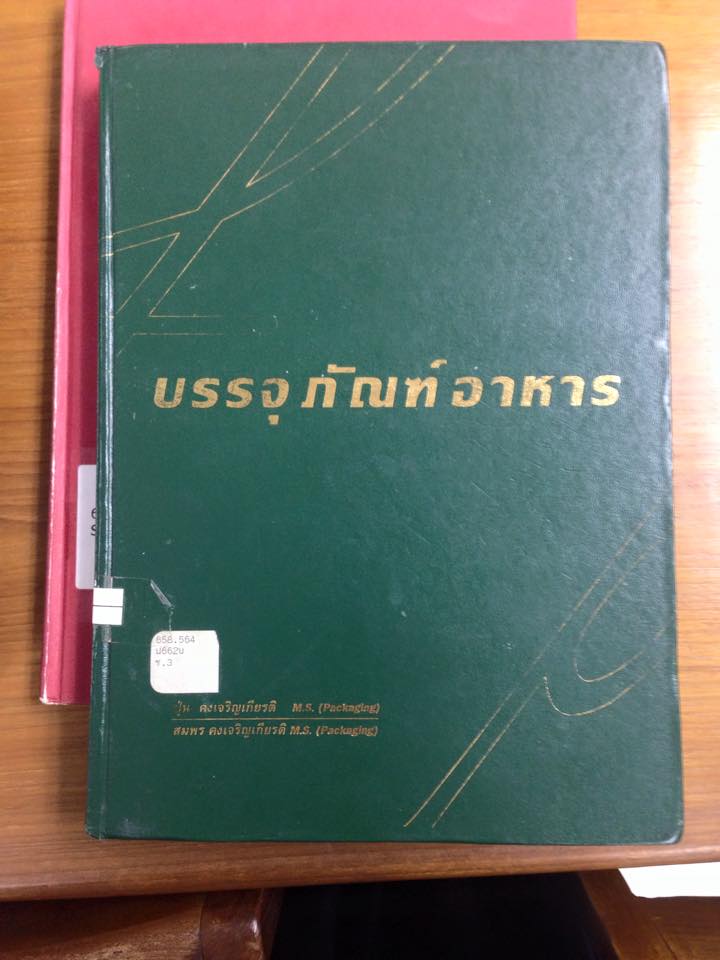 บรรจุภัณฑ์อาหาร
658.564
ป662บ
ฉ.3
ปุ่น คงเจริญเกียรติ M.S. (Packaging)
สมพร คงเจริญเกียรติ M.S. (Packaging)